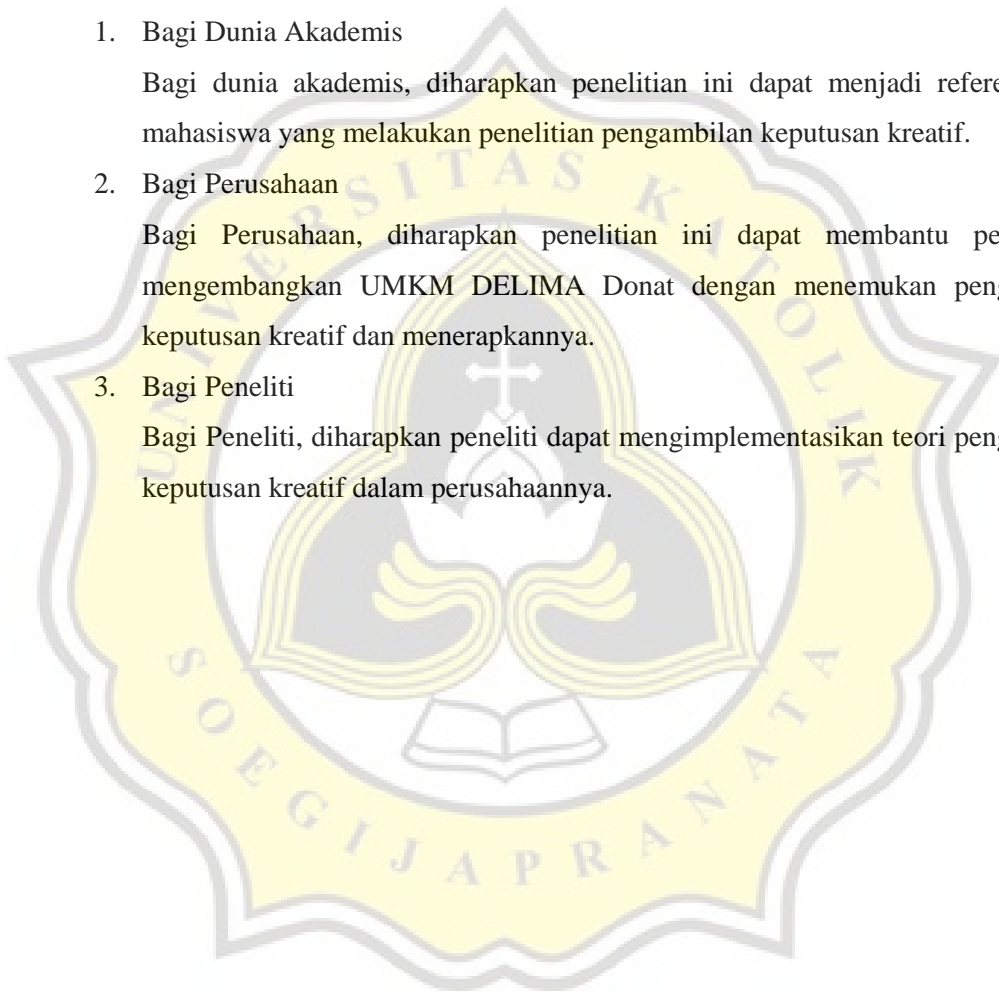 1. Bagi Dunia Akademis
Bagi dunia akademis, diharapkan penelitian ini dapat menjadi refere
mahasiswa yang melakukan penelitian pengambilan keputusan kreatif.
2. Bagi Perusahaan
Bagi Perusahaan, diharapkan penelitian ini dapat membantu pe
mengembangkan UMKM DELIMA Donat dengan menemukan peng
keputusan kreatif dan menerapkannya.
3. Bagi Peneliti
Bagi Peneliti, diharapkan peneliti dapat mengimplementasikan teori peng
keputusan kreatif dalam perusahaannya.
UNIVERSITAS KATOLIK
SOEGIJAPRANATA